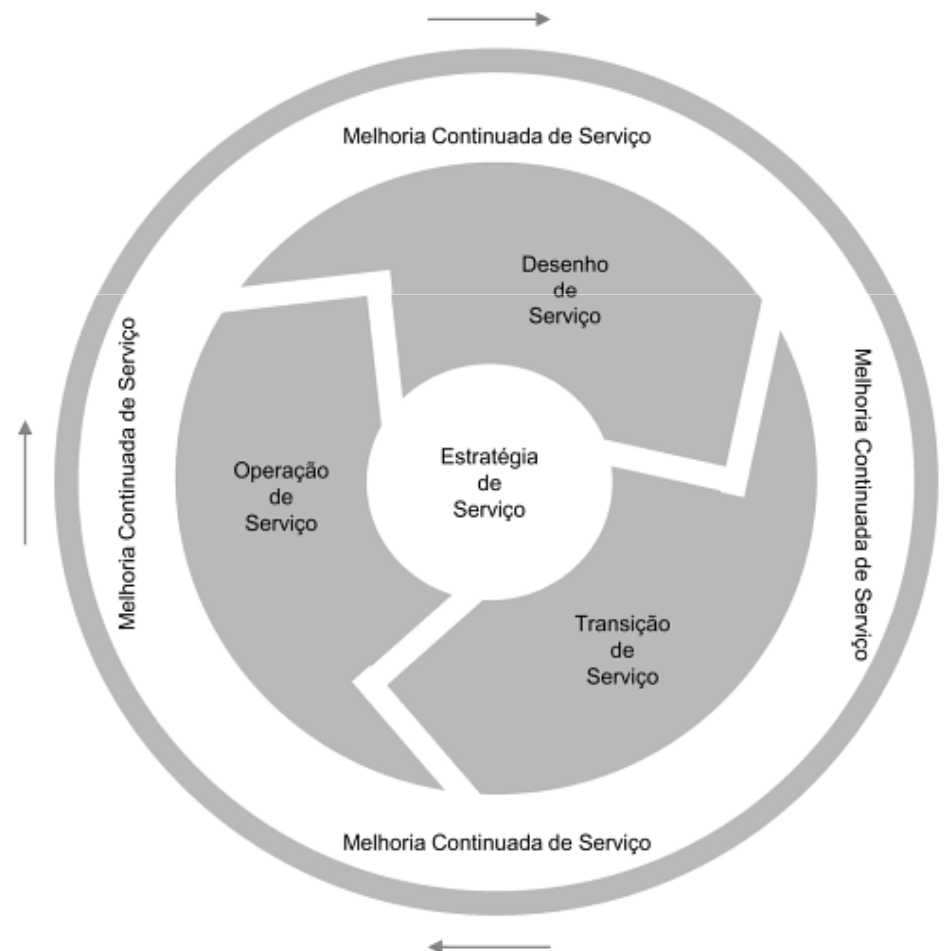 Melhoria Continuada de Serviço
Desenho
de
Serviço
Melhoria Continuada de Serviço
Operação
de
Serviço
Estratégia
de
Serviço
Melhoria Continuada de Serviço
Transição
de
Serviço
Melhoria Continuada de Serviço